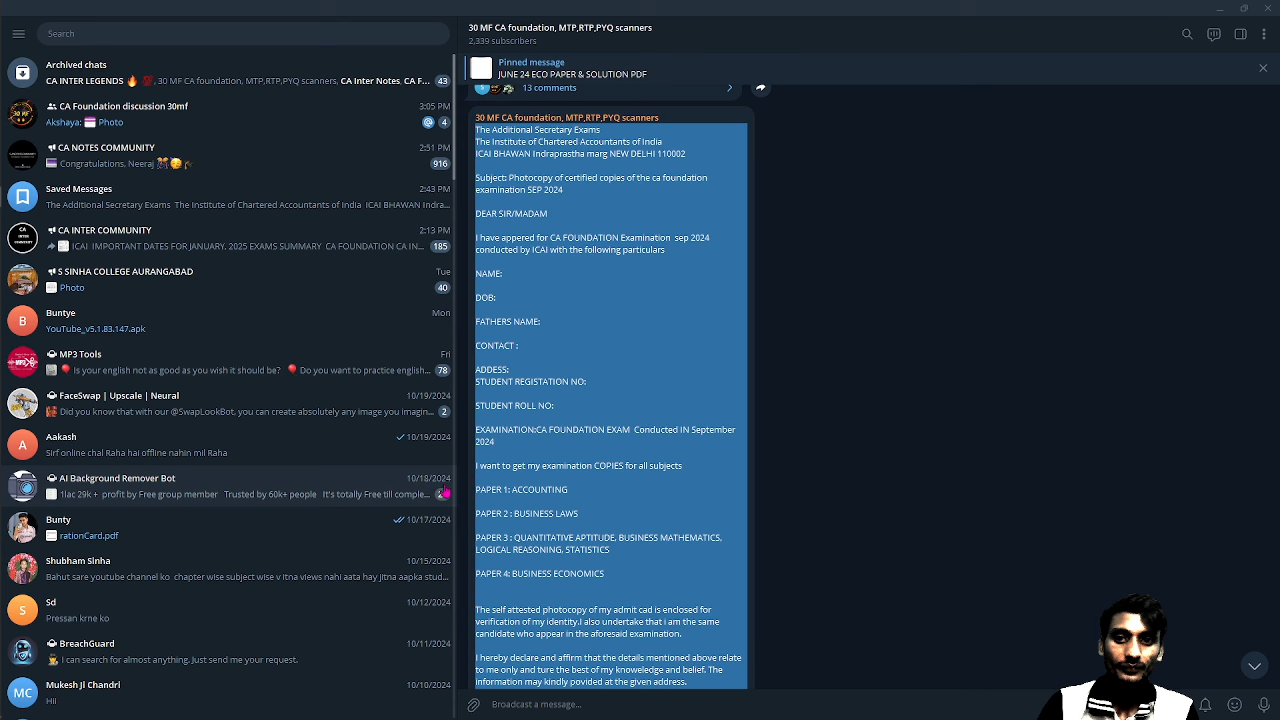 Search
Archived chats
CA INTER LEGENDS 🔥 💯, 30 MF CA foundation, MTP,RTP,PYQ scanners, CA Inter Notes, CA F...
43
CA Foundation discussion 30mf
3:05 PM
Akshaya: Photo
@ 4
CA NOTES COMMUNITY
2:51 PM
Congratulations, Neeraj
916
Saved Messages
2:43 PM
The Additional Secretary Exams The Institute of Chartered Accountants of India ICAI BHAWAN Indra...
CA INTER COMMUNITY
2:13 PM
ICAI IMPORTANT DATES FOR JANUARY, 2025 EXAMS SUMMARY CA FOUNDATION CA IN...
185
S SINHA COLLEGE AURANGABAD
Tue
Photo
40
B
Buntye
Mon
YouTube_v5.1.83.147.apk
MP3 Tools
Fri
Is your english not as good as you wish it should be? 🎈 Do you want to practice english...
78
FaceSwap | Upscale | Neural
10/19/2024
Did you know that with our @SwapLookBot, you can create absolutely any image you imagin...
2
A
Aakash
10/19/2024
Sirf online chal Raha hai offline nahin mil Raha
AI Background Remover Bot
10/18/2024
1lac 29k + profit by Free group member Trusted by 60k+ people It's totally Free till comple...
Bunty
10/17/2024
rationCard.pdf
Shubham Sinha
10/15/2024
Bahut sare youtube channel ko chapter wise subject wise v itna views nahi aata hay jitna aapka stud...
S
Sd
10/12/2024
Pressan krne ko
BreachGuard
10/11/2024
I can search for almost anything. Just send me your request.
MC
Mukesh JI Chandri
10/10/2024
Hii
30 MF CA foundation, MTP,RTP,PYQ scanners
2,339 subscribers
Pinned message
JUNE 24 ECO PAPER & SOLUTION PDF
13 comments
30 MF CA foundation, MTP,RTP,PYQ scanners
The Additional Secretary Exams
The Institute of Chartered Accountants of India
ICAI BHAWAN Indraprastha marg NEW DELHI 110002
Subject: Photocopy of certified copies of the ca foundation
examination SEP 2024
DEAR SIR/MADAM
I have appered for CA FOUNDATION Examination sep 2024
conducted by ICAI with the following particulars
NAME:
DOB:
FATHERS NAME:
CONTACT :
ADDESS:
STUDENT REGISTATION NO:
STUDENT ROLL NO:
EXAMINATION:CA FOUNDATION EXAM Conducted IN September
2024
I want to get my examination COPIES for all subjects
PAPER 1: ACCOUNTING
PAPER 2 : BUSINESS LAWS
PAPER 3 : QUANTITATIVE APTITUDE, BUSINESS MATHEMATICS,
LOGICAL REASONING, STATISTICS
PAPER 4: BUSINESS ECONOMICS
The self attested photocopy of my admit cad is enclosed for
verification of my identity.I also undertake that i am the same
candidate who appear in the aforesaid examination.
I hereby declare and affirm that the details mentioned above relate
to me only and ture the best of my knowledge and belief. The
information may kindly povided at the given address.
Broadcast a message...